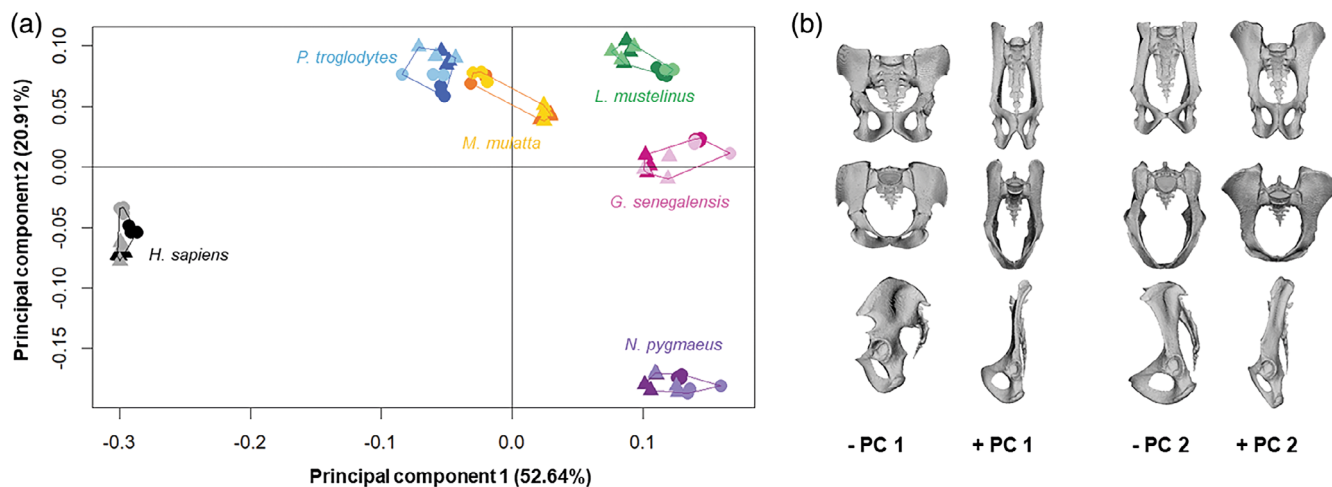 (a)
(b)
Principal component 2 (20.91%)
0.10
0.05
0.00
-0.05
-0.10
-0.15
P. troglodytes
M. mulatta
L. mustelinus
G. senegalensis
H. sapiens
N. pygmaeus
-0.3 -0.2 -0.1 0.0 0.1
Principal component 1 (52.64%)
- PC 1 + PC 1 - PC 2 + PC 2